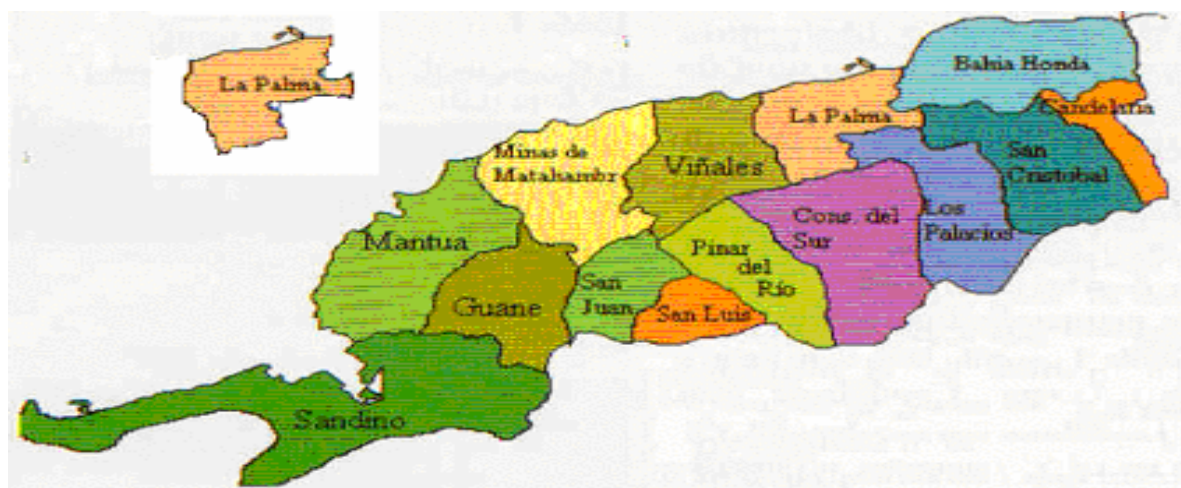 La Palma
Bahia Honda
Candelaria
La Palma
San
Cristobal
Minas de
Matahambr
Viñales
Mantua
Cons. del
Sur
Los
Palacios
Pinar
del
Río
San
Juan
Guane
San Luis
Sandino